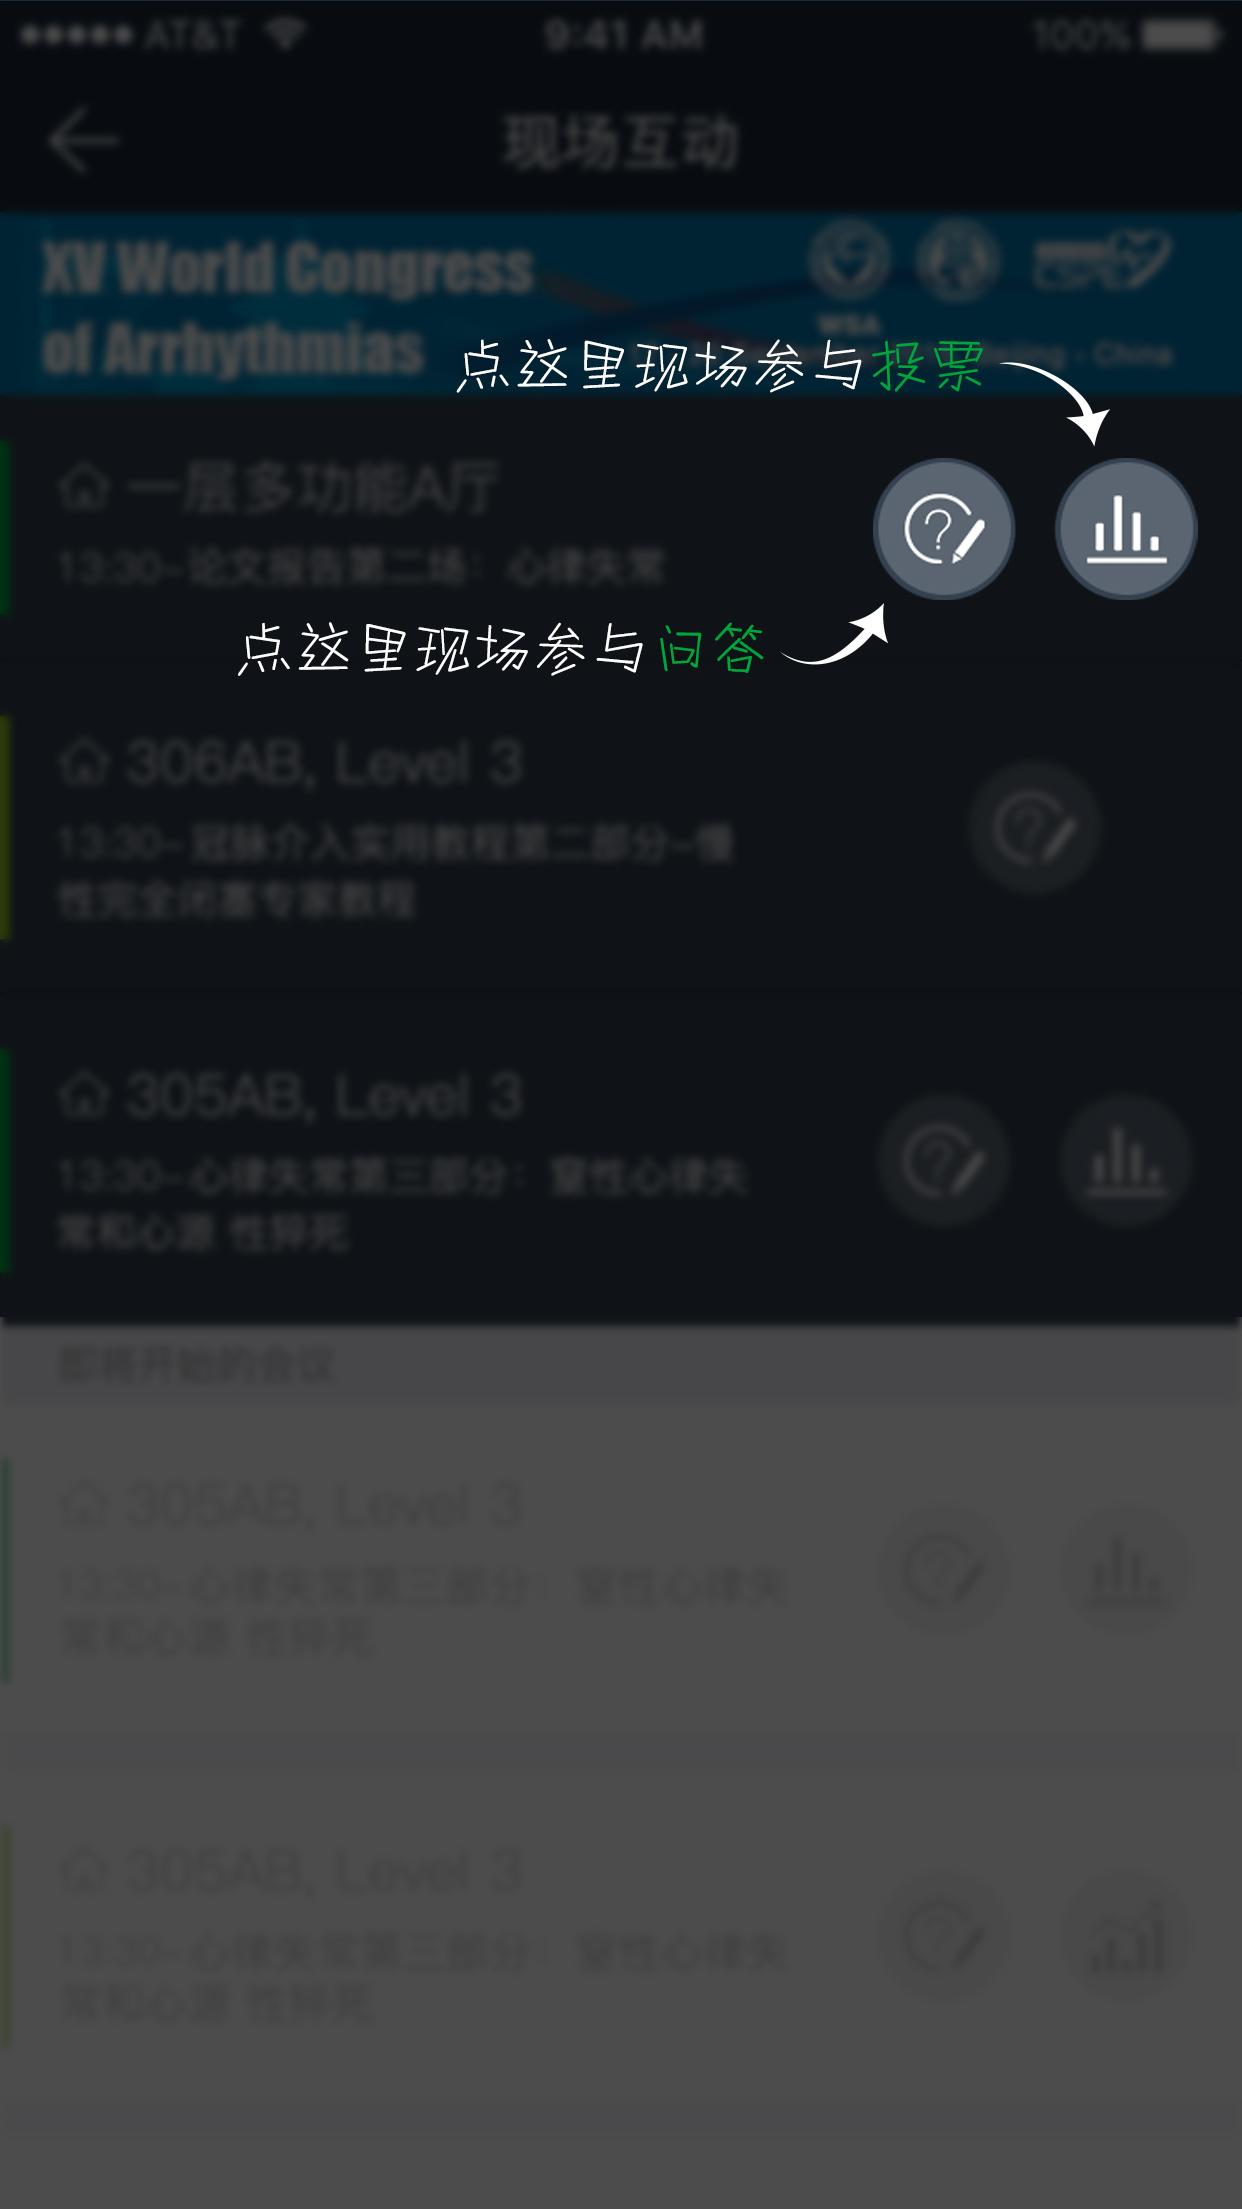 AT&T 9:41 AM 100%
现场互动
XV World Congress
of Arrhythmias
WSA
Beijing - China
点这里现场参与投票
一层多功能A厅
13:30-论文报告第二场：心律失常
点这里现场参与问答
306AB, Level 3
13:30-冠脉介入实用教程第二部分-慢
性完全闭塞专家教程
305AB, Level 3
13:30-心律失常第三部分：室性心律失
常和心源 性猝死
即将开始的会议
305AB, Level 3
13:30-心律失常第三部分：室性心律失
常和心源 性猝死
305AB, Level 3
13:30-心律失常第三部分：室性心律失
常和心源 性猝死